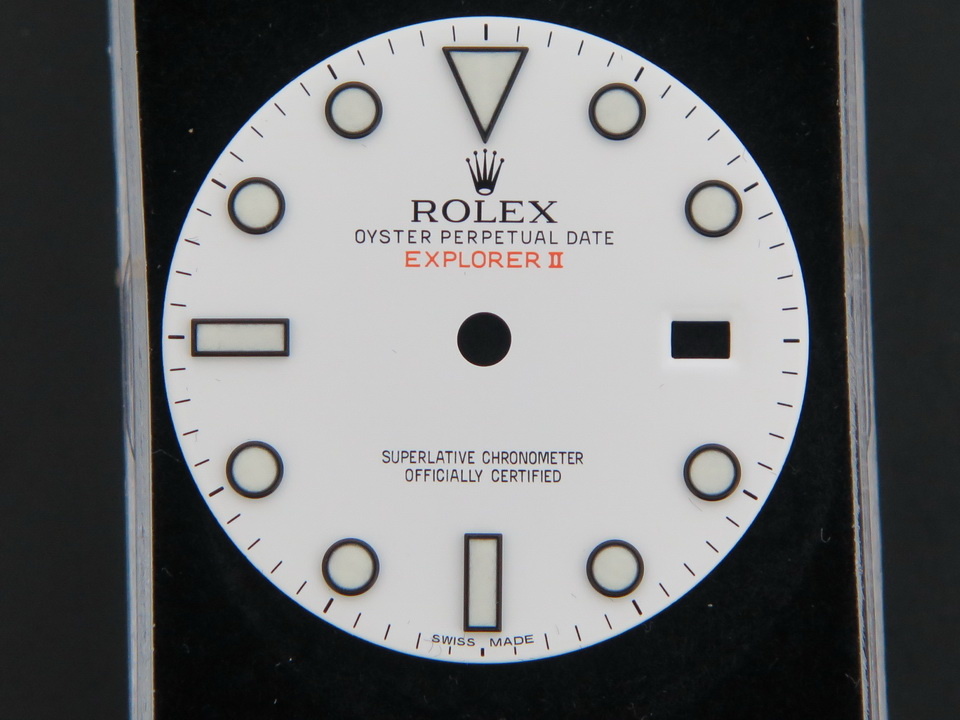 ROLEX
OYSTER PERPETUAL DATE
EXPLORER II
SUPERLATIVE CHRONOMETER
OFFICIALLY CERTIFIED
SWISS MADE